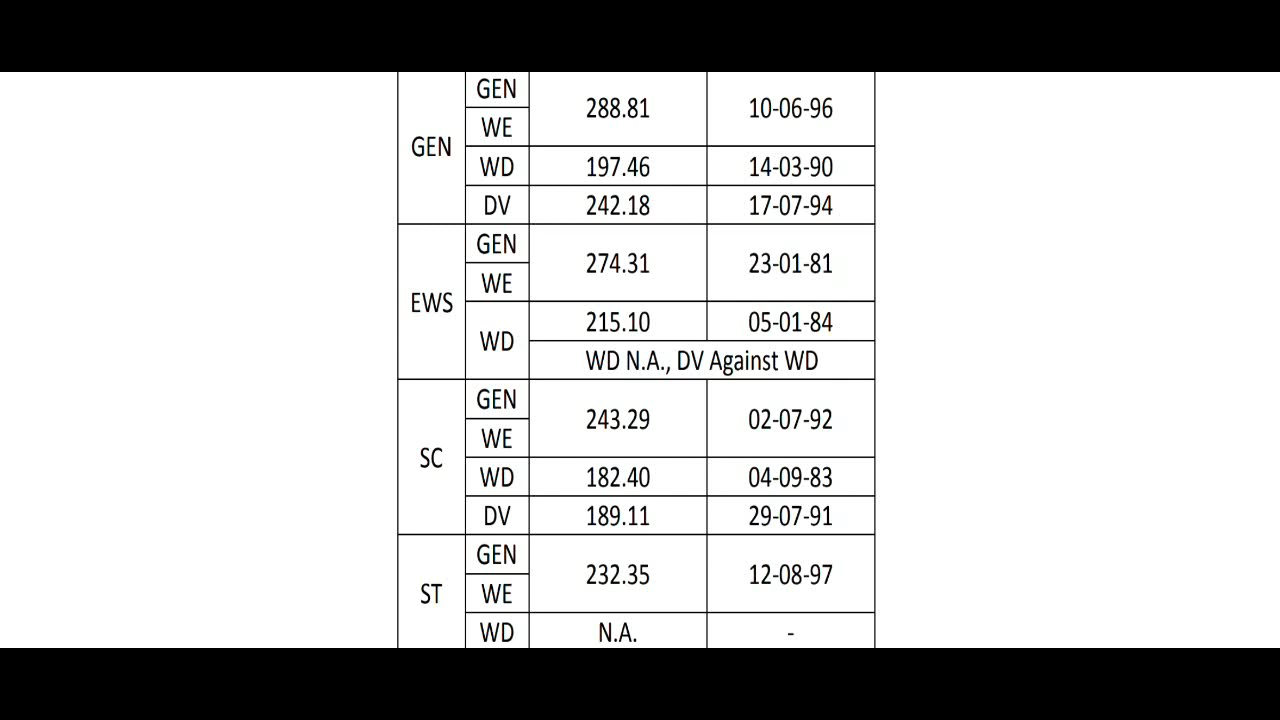 GEN GEN 288.81 10-06-96
WE
WD 197.46 14-03-90
DV 242.18 17-07-94
EWS GEN 274.31 23-01-81
WE
WD 215.10 05-01-84
WD N.A., DV Against WD
SC GEN 243.29 02-07-92
WE
WD 182.40 04-09-83
DV 189.11 29-07-91
ST GEN 232.35 12-08-97
WE
WD N.A. -